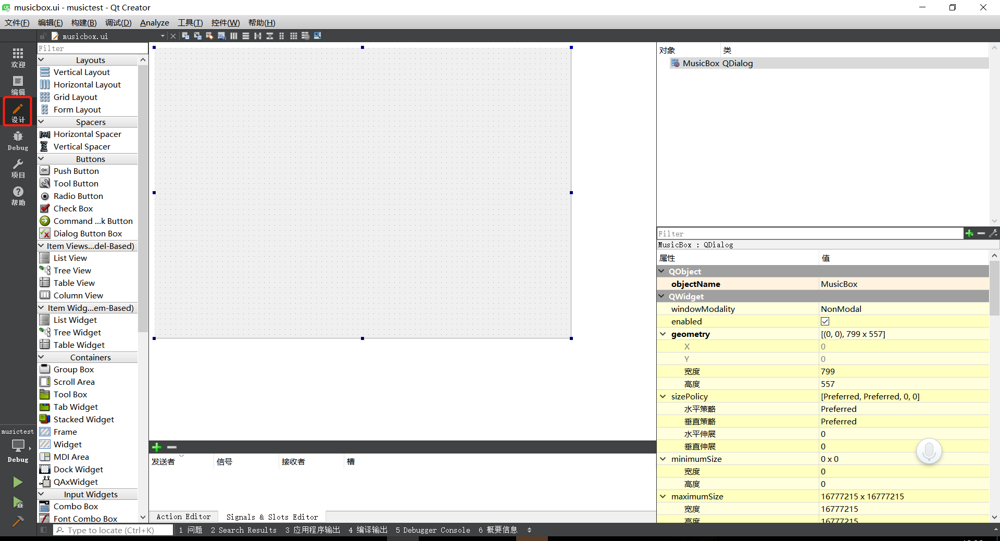 musicbox.ui - musictest - Qt Creator
文件(F) 编辑(E) 构建(B) 调试(D) Analyze 工具(T) 控件(W) 帮助(H)
musicbox.ui
欢迎
编辑
设计
Debug
项目
帮助
musictest
Debug
Filter
Layouts
Vertical Layout
Horizontal Layout
Grid Layout
Form Layout
Spacers
Horizontal Spacer
Vertical Spacer
Buttons
OK Push Button
Tool Button
Radio Button
Check Box
Command ...k Button
Dialog Button Box
Item Views...del-Based)
List View
Tree View
Table View
Column View
Item Widg...em-Based)
List Widget
Tree Widget
Table Widget
Containers
Group Box
Scroll Area
Tool Box
Tab Widget
Stacked Widget
Frame
Widget
MDI Area
Dock Widget
QAxWidget
Input Widgets
Combo Box
Font Combo Box
发送者 信号 接收者 槽
Action Editor Signals & Slots Editor
对象 类
MusicBox QDialog
Filter
MusicBox : QDialog
属性 值
QObject
objectName MusicBox
QWidget
windowModality NonModal
enabled
geometry [(0, 0), 799 x 557]
X 0
Y 0
宽度 799
高度 557
sizePolicy [Preferred, Preferred, 0, 0]
水平策略 Preferred
垂直策略 Preferred
水平伸展 0
垂直伸展 0
minimumSize 0 x 0
宽度 0
高度 0
maximumSize 16777215 x 16777215
宽度 16777215
高度 16777215
Type to locate (Ctrl+K) 1 问题 2 Search Results 3 应用程序输出 4 编译输出 5 Debugger Console 6 概要信息